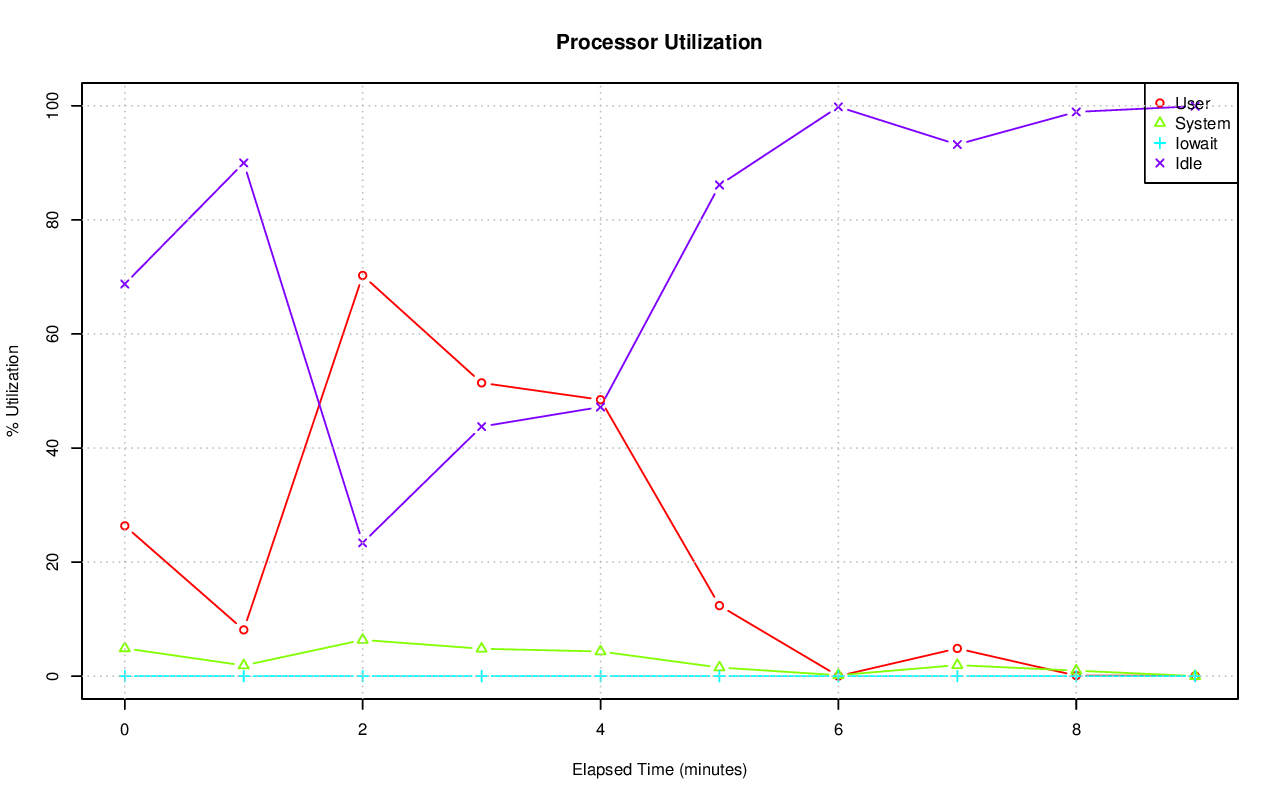 Processor Utilization
% Utilization
100
80
60
40
20
0
User
System
Iowait
Idle
0 2 4 6 8
Elapsed Time (minutes)